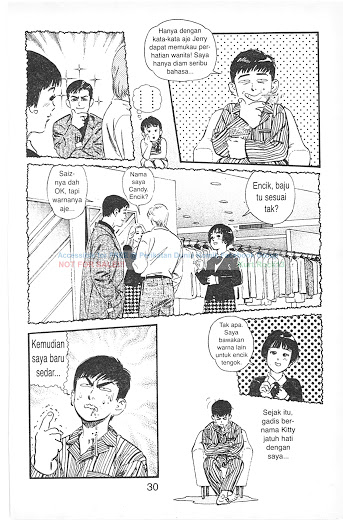 Hanya dengan
kata-kata aje Jerry
dapat memukau per-
hatian wanita! Saya
hanya diam seribu
bahasa...
Saiz-
nya dah
OK, tapi
warnanya
aje...
Nama
saya
Candy.
Encik?
Encik, baju
tu sesuai
tak?
NOT FOR
Kemudian
saya baru
sedar...
Tak apa.
Saya
bawakan
warna lain
untuk encik
tengok.
Sejak itu,
gadis ber-
nama Kitty
jatuh hati
dengan
saya...
30